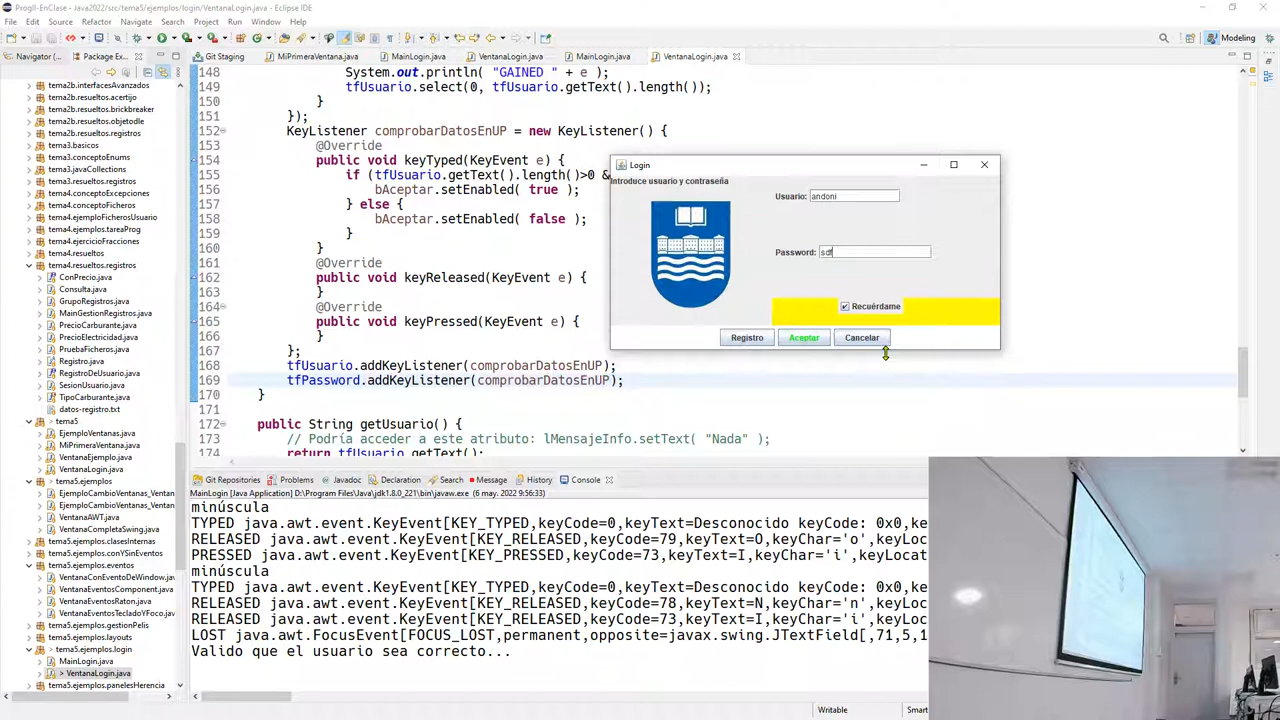 ProgII-EnClase - Java2022/src/tema5/ejemplos/login/VentanaLogin.java - Eclipse IDE
File Edit Source Refactor Navigate Search Project Run Window Help
Modeling
Navigator ( Package Ex... Git Staging MiPrimeraVentana.java MainLogin.java VentanaLogin.java MainLogin.java VentanaLogin.java
tema2b.interfacesAvanzados
tema2b.resueltos.acertijo
tema2b.resueltos.brickbreaker
tema2b.resueltos.objetodle
tema2b.resueltos.registros
tema3.basicos
tema3.conceptoEnums
tema3.javaCollections
tema3.resueltos.registros
tema4.conceptoExcepciones
tema4.conceptoFicheros
tema4.ejemploFicherosUsuario
tema4.ejemplos.tareaProg
tema4.ejercicioFracciones
tema4.resueltos.registros
ConPrecio.java
Consulta.java
GrupoRegistros.java
MainGestionRegistros.java
PrecioCarburante.java
PrecioElectricidad.java
PruebaFicheros.java
Registro.java
RegistroDeUsuario.java
SesionUsuario.java
TipoCarburante.java
datos-registro.txt
tema5
EjemploVentanas.java
MiPrimeraVentana.java
VentanaEjemplo.java
VentanaLogin.java
tema5.ejemplos
EjemploCambioVentanas_Ventan
EjemploCambioVentanas_Ventan
VentanaAWT.java
VentanaCompletaSwing.java
tema5.ejemplos.clasesInternas
tema5.ejemplos.conYSinEventos
tema5.ejemplos.eventos
VentanaConEventoDeWindow.java
VentanaEventosComponent.java
VentanaEventosRaton.java
VentanaEventosTecladoYFoco.java
tema5.ejemplos.gestionPelis
tema5.ejemplos.layouts
tema5.ejemplos.login
MainLogin.java
> VentanaLogin.java
tema5.ejemplos.panelesHerencia
148 System.out.println( "GAINED " + e );
149 tfUsuario.select(0, tfUsuario.getText().length());
150 }
151 });
152 KeyListener comprobarDatosEnUP = new KeyListener() {
153 @Override
154 public void keyTyped(KeyEvent e) {
155 if (tfUsuario.getText().length()>0 &
156 bAceptar.setEnabled( true );
157 } else {
158 bAceptar.setEnabled( false );
159 }
160 }
161 @Override
162 public void keyReleased(KeyEvent e) {
163 }
164 @Override
165 public void keyPressed(KeyEvent e) {
166 }
167 };
168 tfUsuario.addKeyListener(comprobarDatosEnUP);
169 tfPassword.addKeyListener(comprobarDatosEnUP);
170 }
171
172 public String getUsuario() {
173 // Podría acceder a este atributo: lMensajeInfo.setText( "Nada" );
174 return tfUsuario.getText();
Login
Introduce usuario y contraseña
Usuario: andoni
Password: sdf
Recuérdame
Registro Aceptar Cancelar
Git Repositories Problems Javadoc Declaration Search Message History Console
MainLogin [Java Application] D:\Program Files\Java\jdk1.8.0_221\bin\javaw.exe (6 may. 2022 9:56:33)
minúscula
TYPED java.awt.event.KeyEvent[KEY_TYPED,keyCode=0,keyText=Desconocido keyCode: 0x0,ke
RELEASED java.awt.event.KeyEvent[KEY_RELEASED,keyCode=79,keyText=O,keyChar='o',keyLoc
PRESSED java.awt.event.KeyEvent[KEY_PRESSED,keyCode=73,keyText=I,keyChar='i',keyLocat
minúscula
TYPED java.awt.event.KeyEvent[KEY_TYPED,keyCode=0,keyText=Desconocido keyCode: 0x0,ke
RELEASED java.awt.event.KeyEvent[KEY_RELEASED,keyCode=78,keyText=N,keyChar='n',keyLoc
RELEASED java.awt.event.KeyEvent[KEY_RELEASED,keyCode=73,keyText=I,keyChar='i',keyLoc
LOST java.awt.FocusEvent[FOCUS_LOST,permanent,opposite=javax.swing.JTextField[,71,5,1
Valido que el usuario sea correcto...
Writable Smart